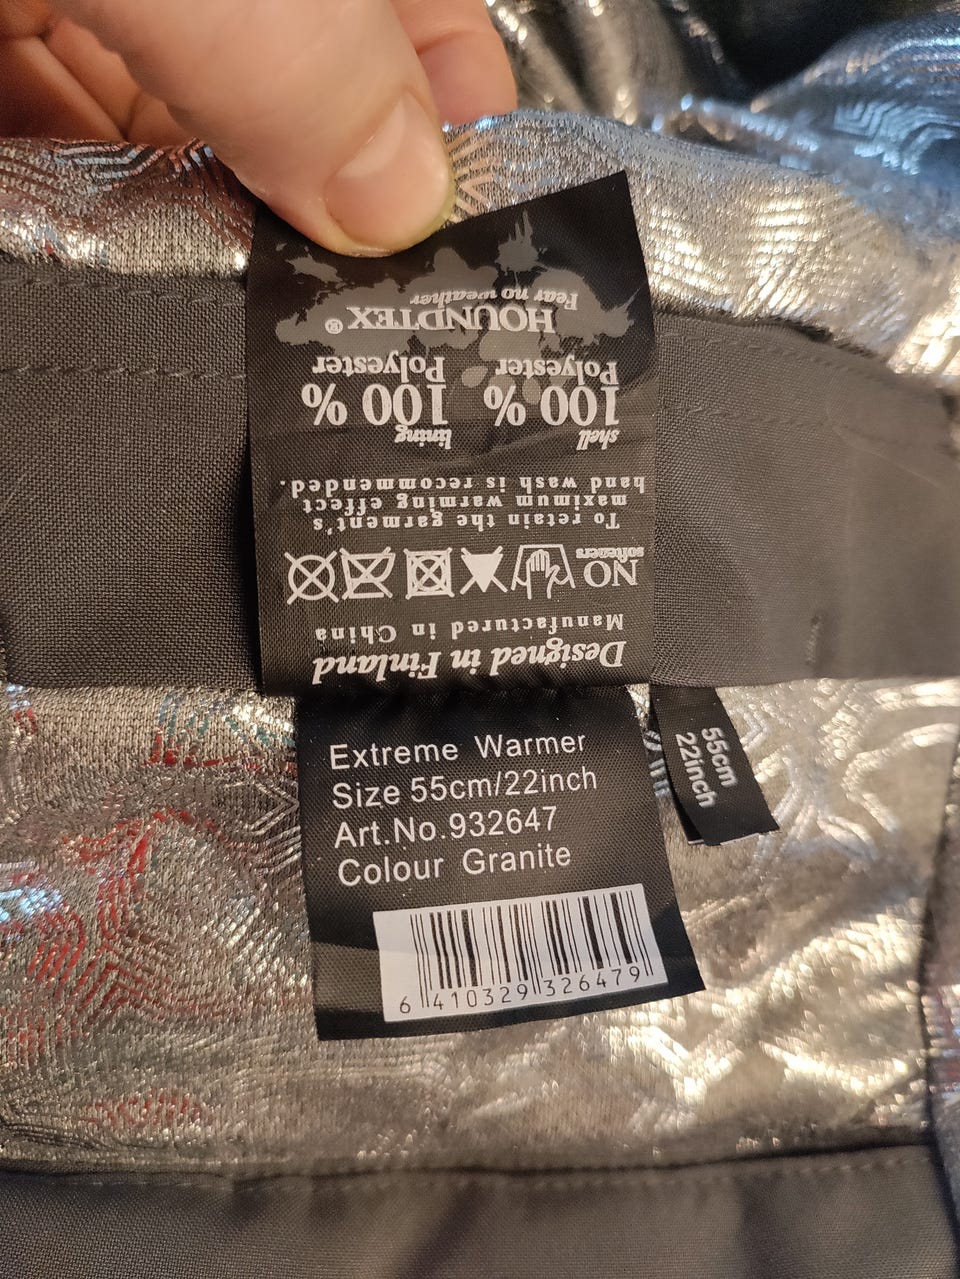 Designed in Finland
Manufactured in China
NO
softeners
To retain the garment's
maximum warming effect
hand wash is recommended.
shell lining
100 % 100 %
Polyester Polyester
HOUNDTEX®
Fear no weather
Extreme Warmer
Size 55cm/22inch
Art.No.932647
Colour Granite
6 410329 326479
55cm
22inch